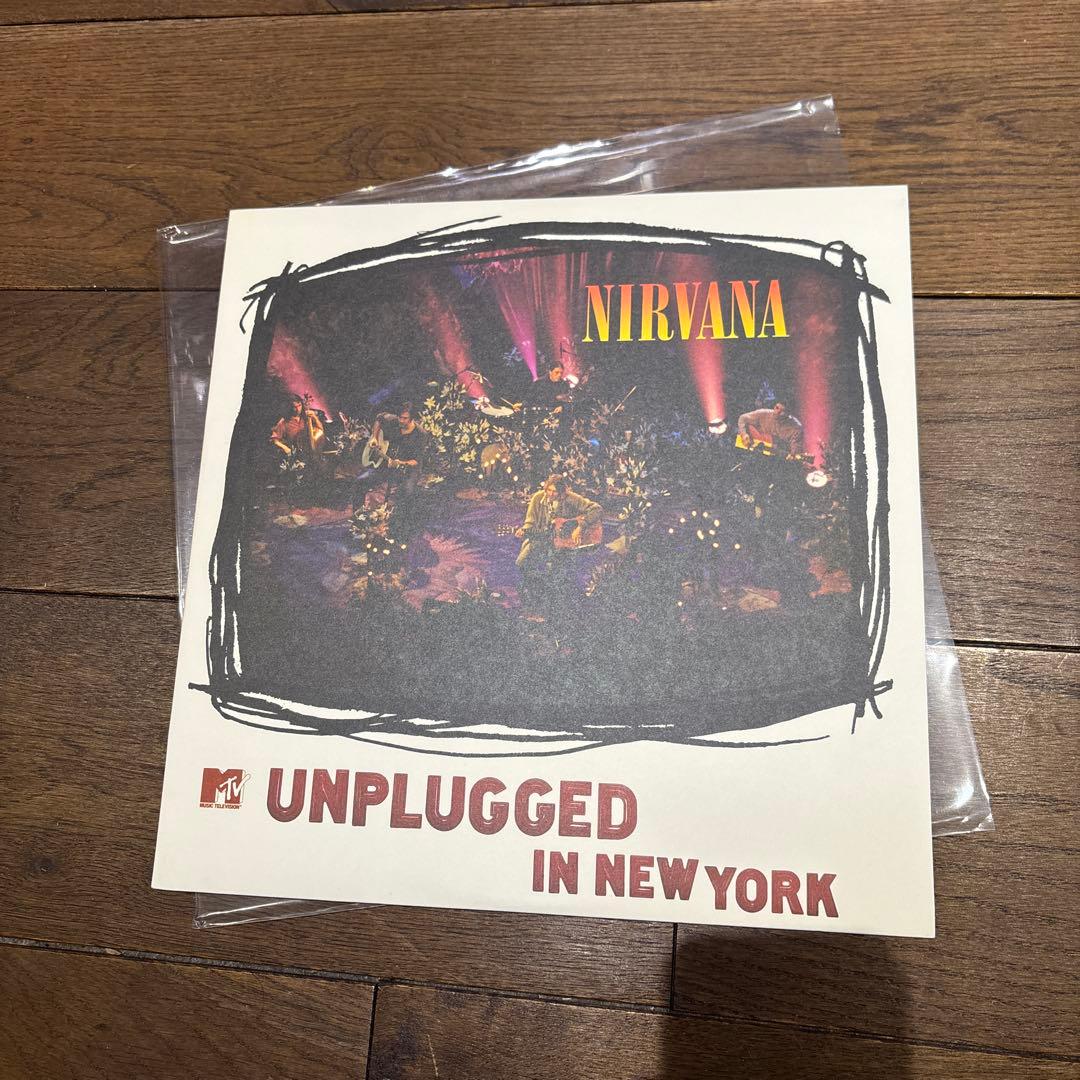 NIRVANA
MTV
MUSIC TELEVISION
UNPLUGGED
IN NEW YORK